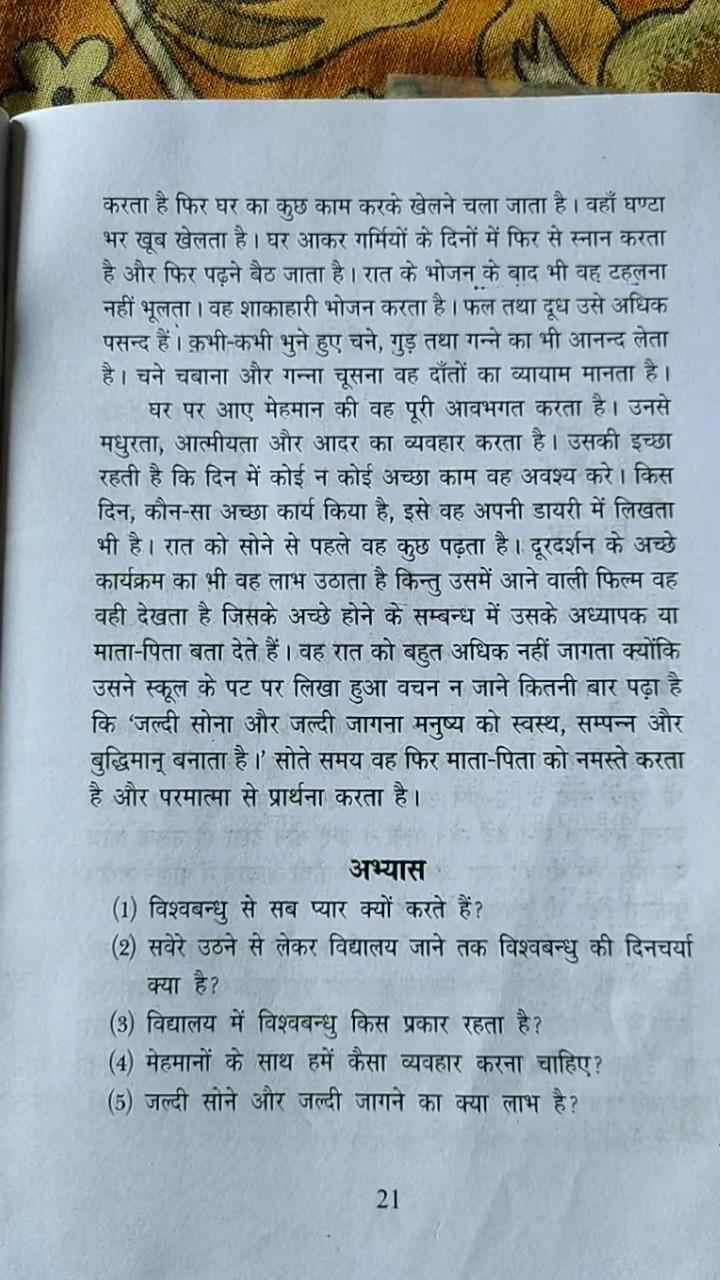 करता है फिर घर का कुछ काम करके खेलने चला जाता है। वहाँ घण्टा
भर खूब खेलता है। घर आकर गर्मियों के दिनों में फिर से स्नान करता
है और फिर पढ़ने बैठ जाता है। रात के भोजन के बाद भी वह टहलना
नहीं भूलता। वह शाकाहारी भोजन करता है। फल तथा दूध उसे अधिक
पसन्द हैं। कभी-कभी भुने हुए चने, गुड़ तथा गन्ने का भी आनन्द लेता
है। चने चबाना और गन्ना चूसना वह दाँतों का व्यायाम मानता है।
घर पर आए मेहमान की वह पूरी आवभगत करता है। उनसे
मधुरता, आत्मीयता और आदर का व्यवहार करता है। उसकी इच्छा
रहती है कि दिन में कोई न कोई अच्छा काम वह अवश्य करे। किस
दिन, कौन-सा अच्छा कार्य किया है, इसे वह अपनी डायरी में लिखता
भी है। रात को सोने से पहले वह कुछ पढ़ता है। दूरदर्शन के अच्छे
कार्यक्रम का भी वह लाभ उठाता है किन्तु उसमें आने वाली फिल्म वह
वही देखता है जिसके अच्छे होने के सम्बन्ध में उसके अध्यापक या
माता-पिता बता देते हैं। वह रात को बहुत अधिक नहीं जागता क्योंकि
उसने स्कूल के पट पर लिखा हुआ वचन न जाने कितनी बार पढ़ा है
कि ‘जल्दी सोना और जल्दी जागना मनुष्य को स्वस्थ, सम्पन्न और
बुद्धिमान् बनाता है।’ सोते समय वह फिर माता-पिता को नमस्ते करता
है और परमात्मा से प्रार्थना करता है।
अभ्यास
(1) विश्वबन्धु से सब प्यार क्यों करते हैं?
(2) सवेरे उठने से लेकर विद्यालय जाने तक विश्वबन्धु की दिनचर्या
क्या है?
(3) विद्यालय में विश्वबन्धु किस प्रकार रहता है?
(4) मेहमानों के साथ हमें कैसा व्यवहार करना चाहिए?
(5) जल्दी सोने और जल्दी जागने का क्या लाभ है?
21